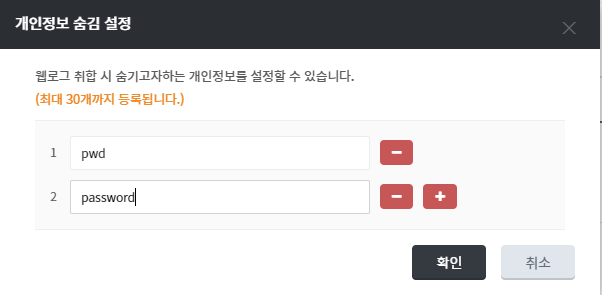 개인정보 숨김 설정
웹로그 취합 시 숨기고자하는 개인정보를 설정할 수 있습니다.
(최대 30개까지 등록됩니다.)
1 pwd
2 password
확인 취소